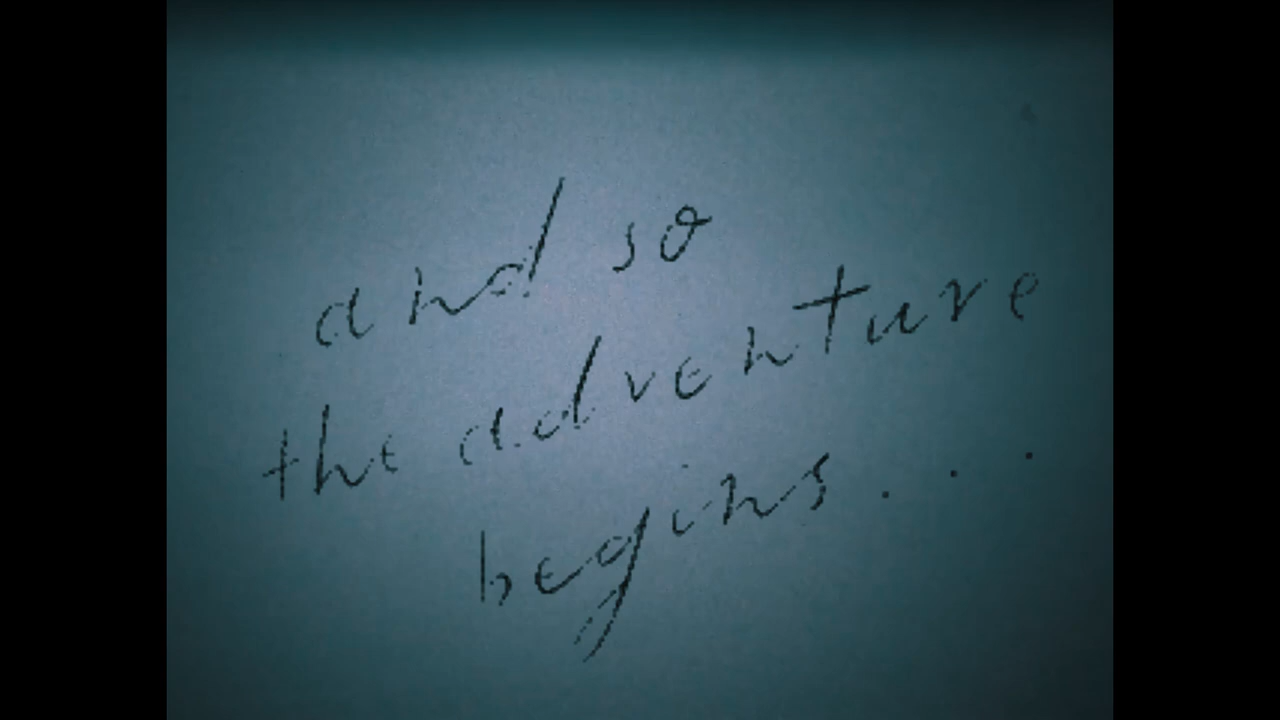 and so
the adventure
begins...